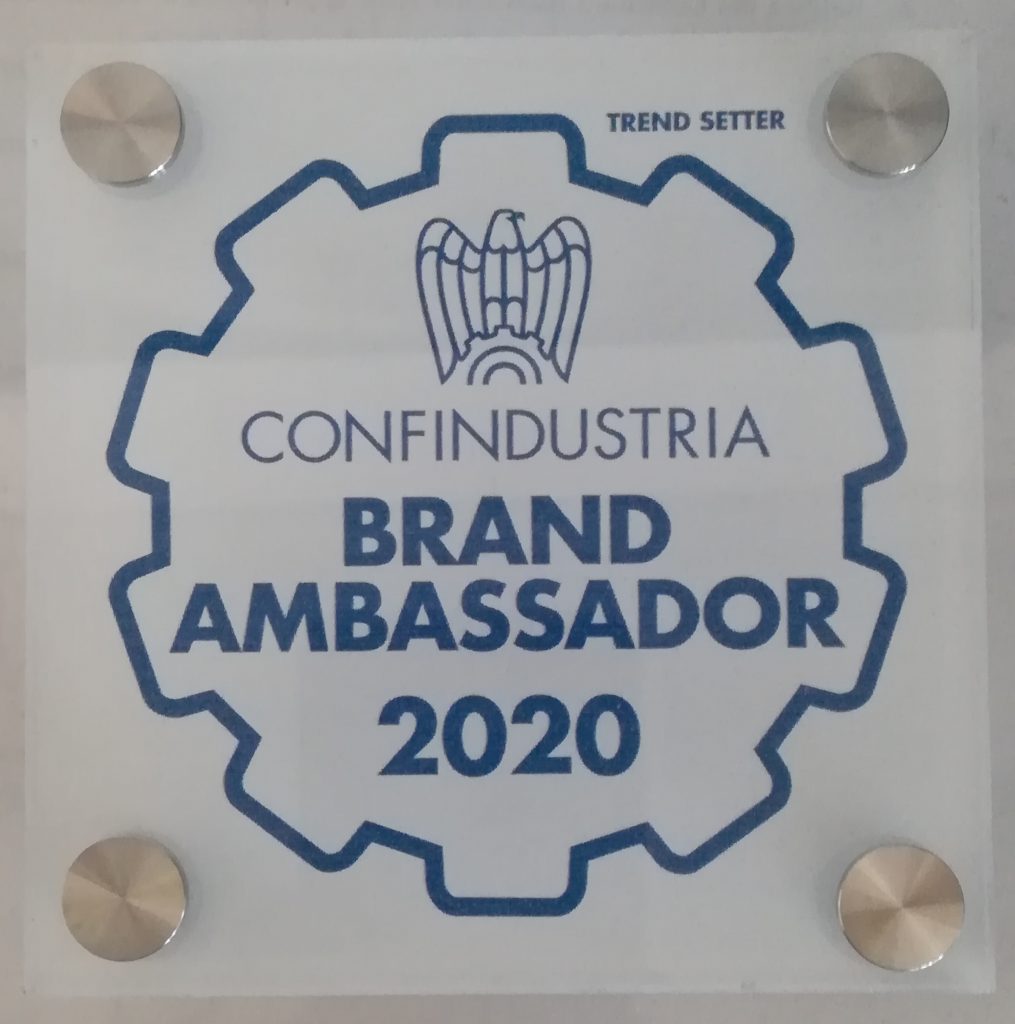 TREND SETTER
CONFINDUSTRIA
BRAND
AMBASSADOR
2020